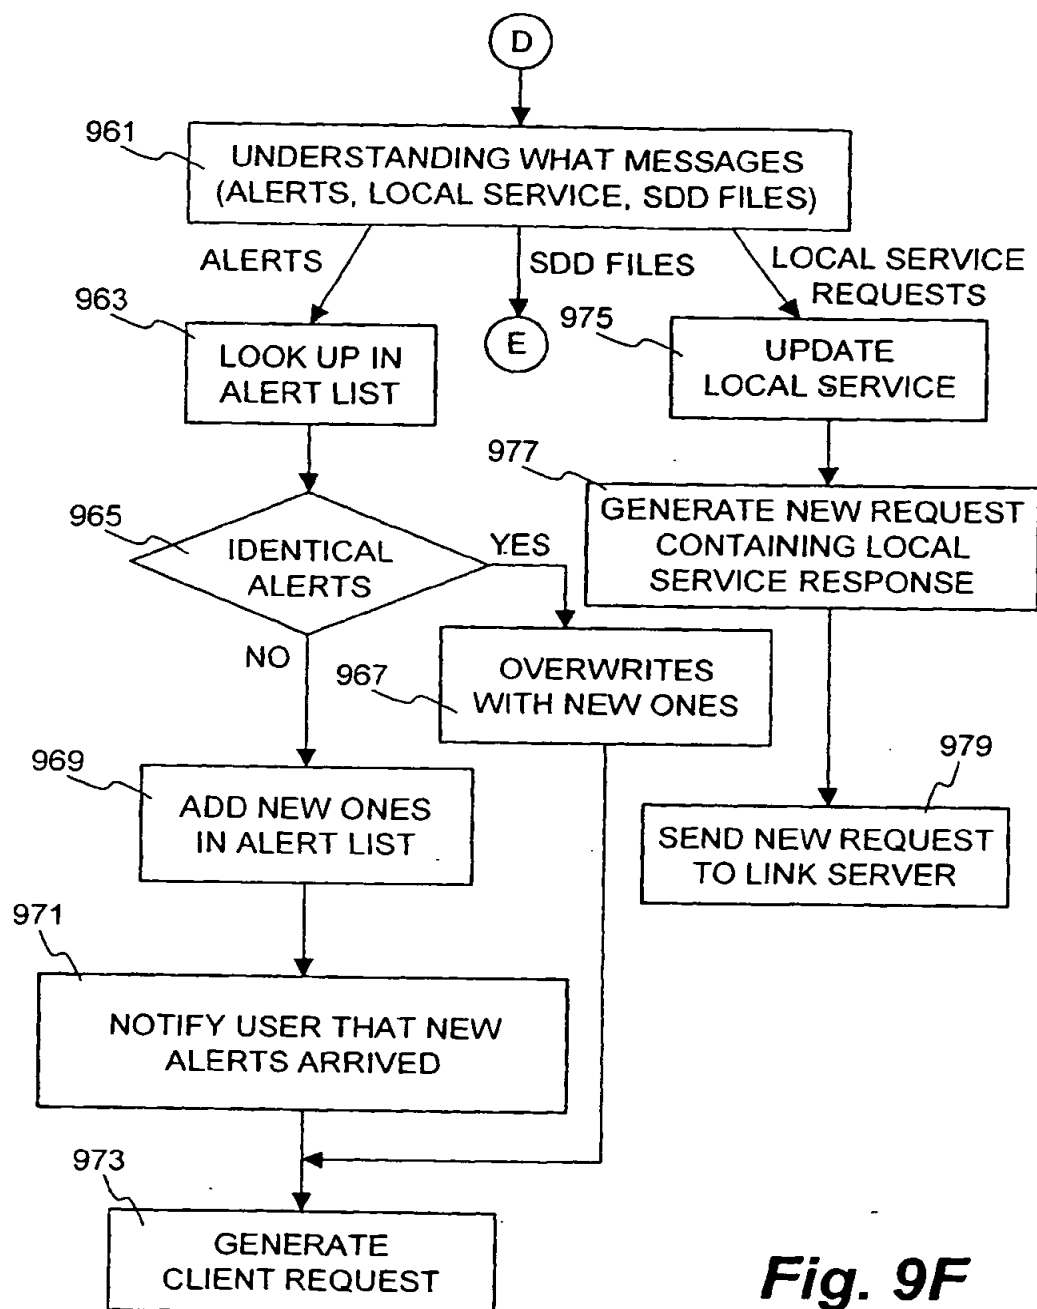 D
961
UNDERSTANDING WHAT MESSAGES
(ALERTS, LOCAL SERVICE, SDD FILES)
ALERTS
SDD FILES
LOCAL SERVICE
REQUESTS
963
LOOK UP IN
ALERT LIST
E
975
UPDATE
LOCAL SERVICE
977
GENERATE NEW REQUEST
CONTAINING LOCAL
SERVICE RESPONSE
965
IDENTICAL
ALERTS
YES
NO
967
OVERWRITES
WITH NEW ONES
969
ADD NEW ONES
IN ALERT LIST
979
SEND NEW REQUEST
TO LINK SERVER
971
NOTIFY USER THAT NEW
ALERTS ARRIVED
973
GENERATE
CLIENT REQUEST
Fig. 9F